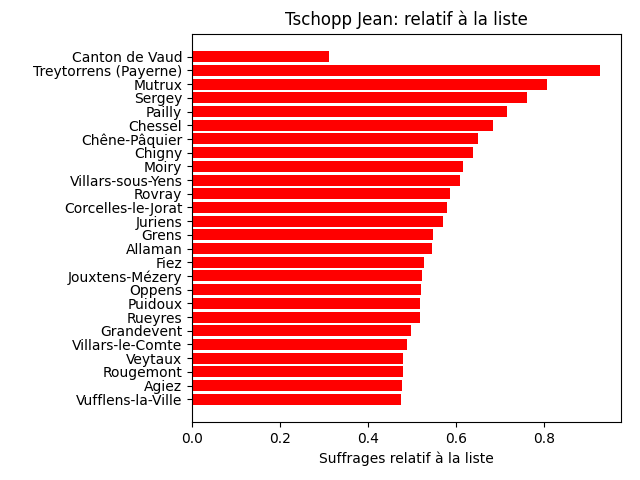 Tschopp Jean: relatif à la liste
Canton de Vaud
Treytorrens (Payerne)
Mutrux
Sergey
Pailly
Chessel
Chêne-Pâquier
Chigny
Moiry
Villars-sous-Yens
Rovray
Corcelles-le-Jorat
Juriens
Grens
Allaman
Fiez
Jouxtens-Mézery
Oppens
Puidoux
Rueyres
Grandevent
Villars-le-Comte
Veytaux
Rougemont
Agiez
Vufflens-la-Ville
0.0 0.2 0.4 0.6 0.8
Suffrages relatif à la liste